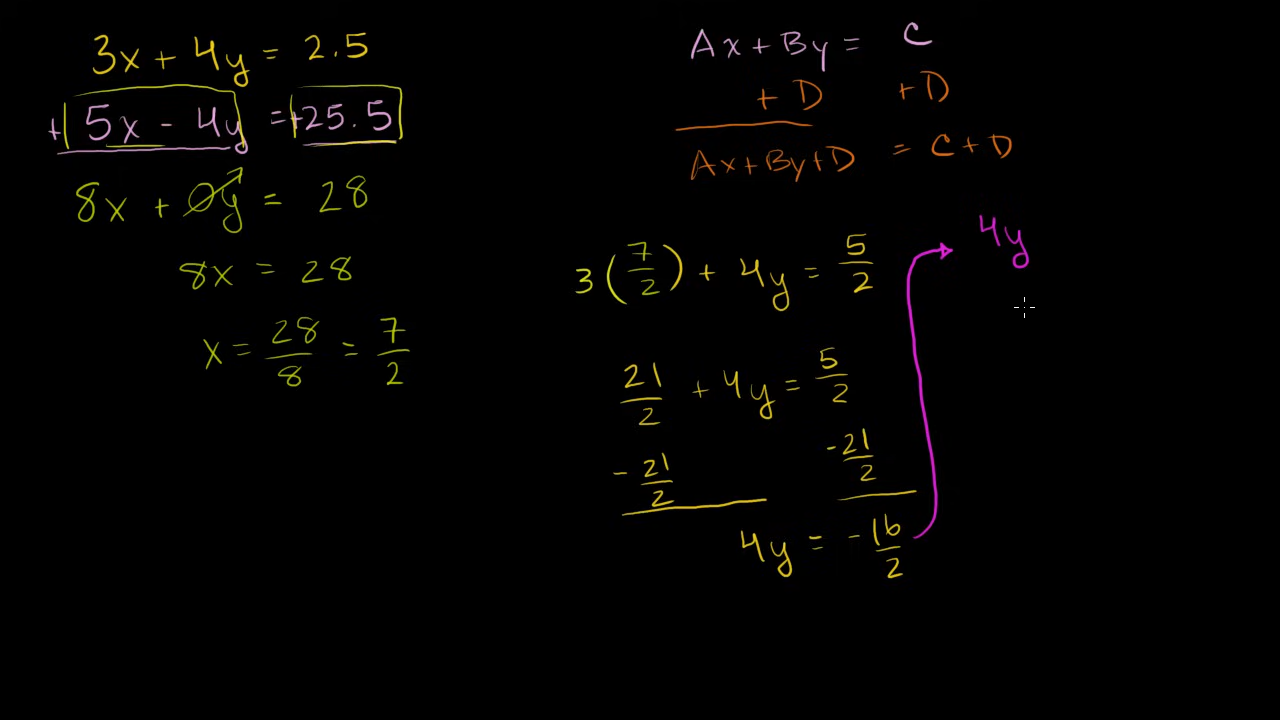 3x + 4y = 2.5
+ 5x - 4y = +25.5
8x + 0y = 28
8x = 28
x = 28/8 = 7/2
Ax + By = C
+ D +D
Ax + By + D = C + D
3(7/2) + 4y = 5/2
21/2 + 4y = 5/2
- 21/2 - 21/2
4y = - 16/2
4y